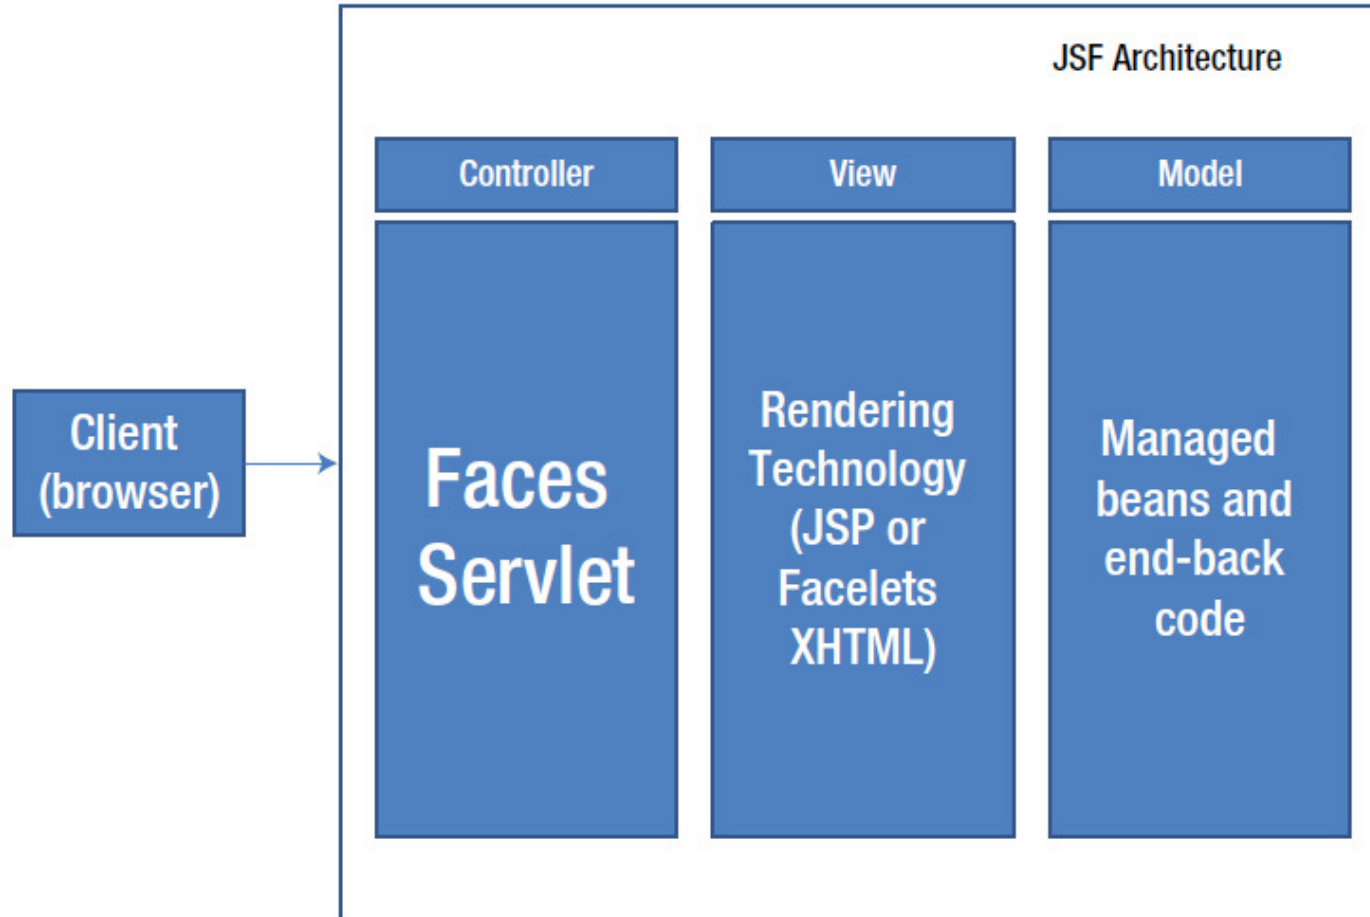 JSF Architecture
Controller
View
Model
Client
(browser)
Faces
Servlet
Rendering
Technology
(JSP or
Facelets
XHTML)
Managed
beans and
end-back
code